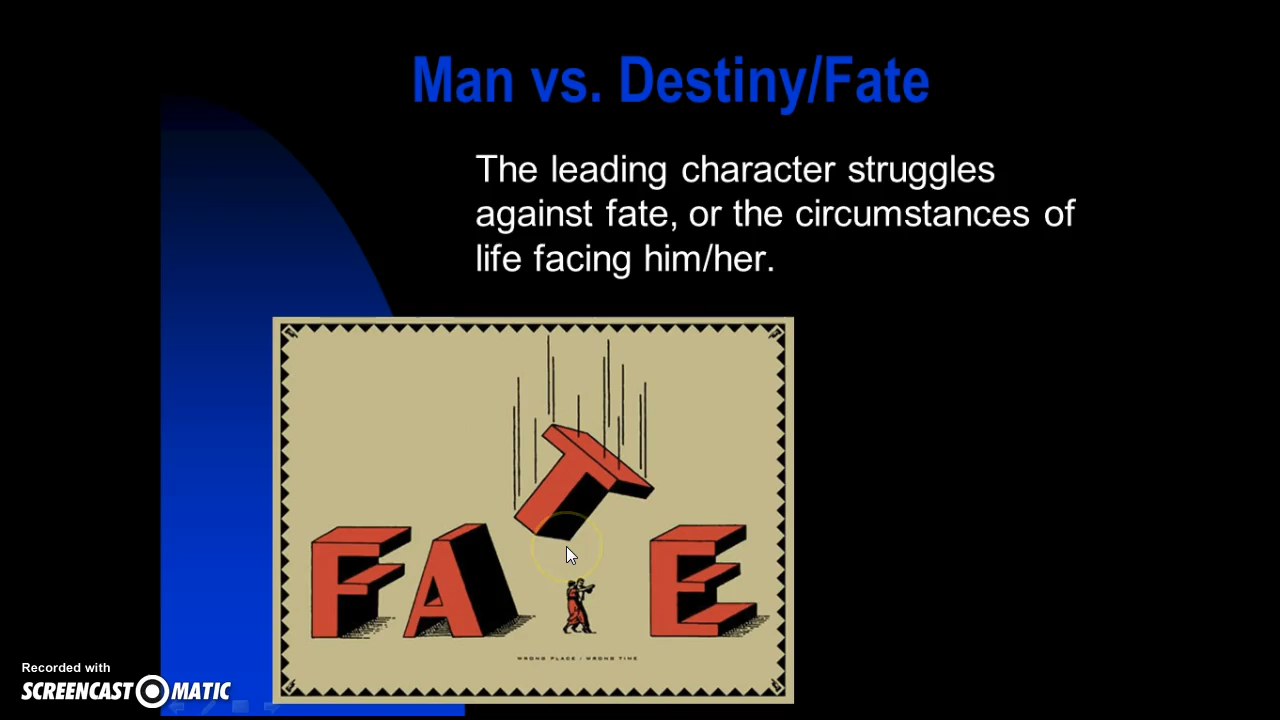 Man vs. Destiny/Fate
The leading character struggles
against fate, or the circumstances of
life facing him/her.
FATE
WRONG PLACE / WRONG TIME
Recorded with
SCREENCAST MATIC